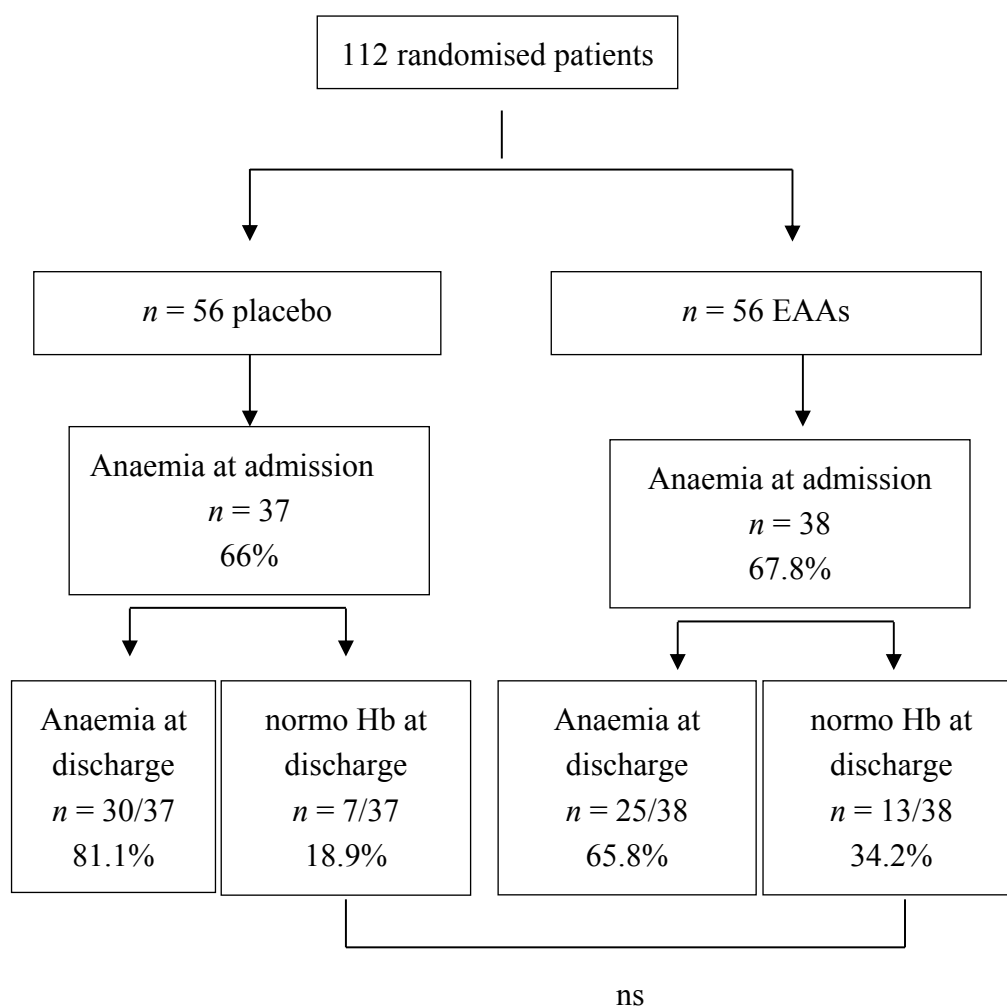 112 randomised patients
n = 56 placebo
n = 56 EAAs
Anaemia at admission
n = 37
66%
Anaemia at admission
n = 38
67.8%
Anaemia at
discharge
n = 30/37
81.1%
normo Hb at
discharge
n = 7/37
18.9%
Anaemia at
discharge
n = 25/38
65.8%
normo Hb at
discharge
n = 13/38
34.2%
ns